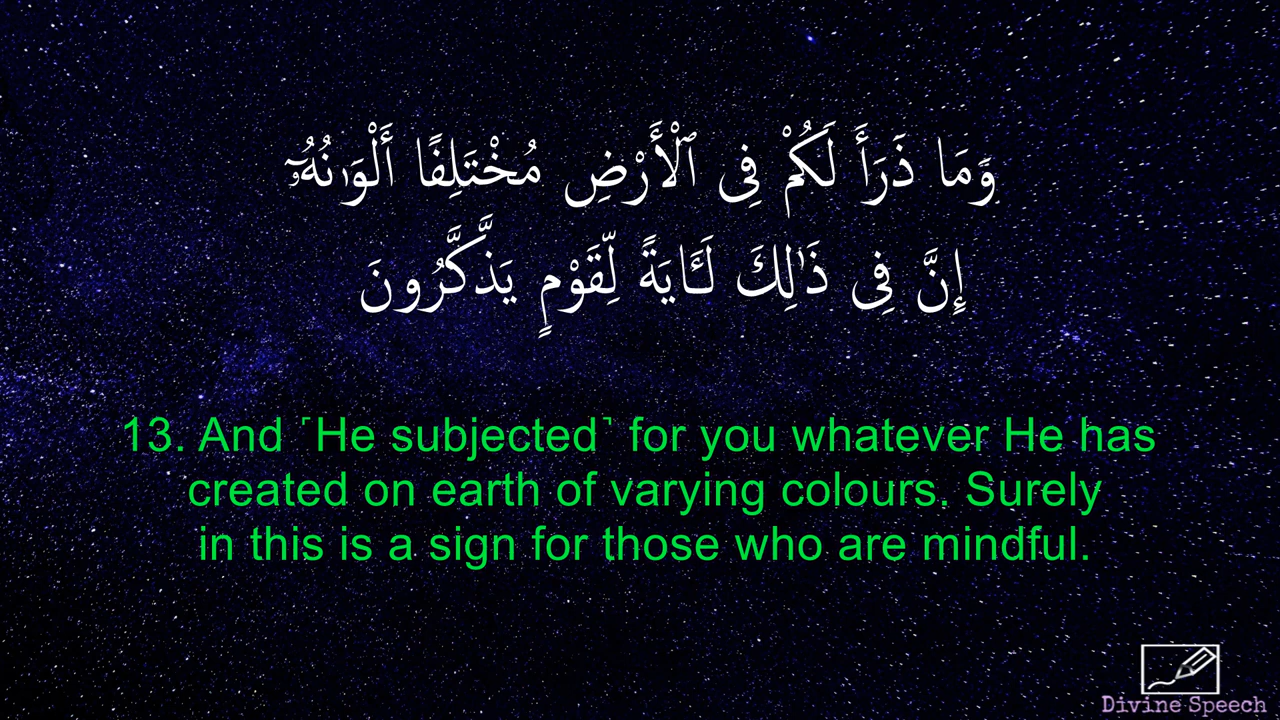 وَمَا ذَرَأَ لَكُمْ فِى ٱلْأَرْضِ مُخْتَلِفًا أَلْوَٰنُهُۥٓ
إِنَّ فِى ذَٰلِكَ لَـَٔايَةً لِّقَوْمٍ يَذَّكَّرُونَ
13. And ˹He subjected˺ for you whatever He has
created on earth of varying colours. Surely
in this is a sign for those who are mindful.
Divine Speech